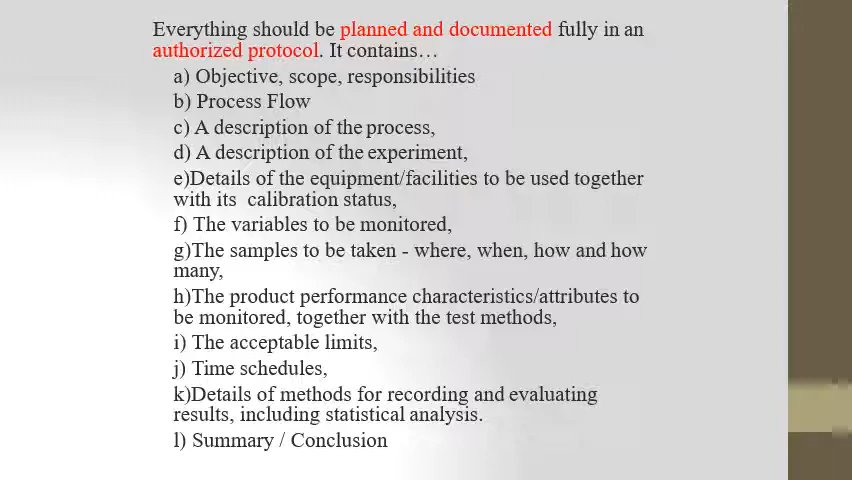 Everything should be planned and documented fully in an
authorized protocol. It contains…
a) Objective, scope, responsibilities
b) Process Flow
c) A description of the process,
d) A description of the experiment,
e)Details of the equipment/facilities to be used together
with its calibration status,
f) The variables to be monitored,
g)The samples to be taken - where, when, how and how
many,
h)The product performance characteristics/attributes to
be monitored, together with the test methods,
i) The acceptable limits,
j) Time schedules,
k)Details of methods for recording and evaluating
results, including statistical analysis.
l) Summary / Conclusion